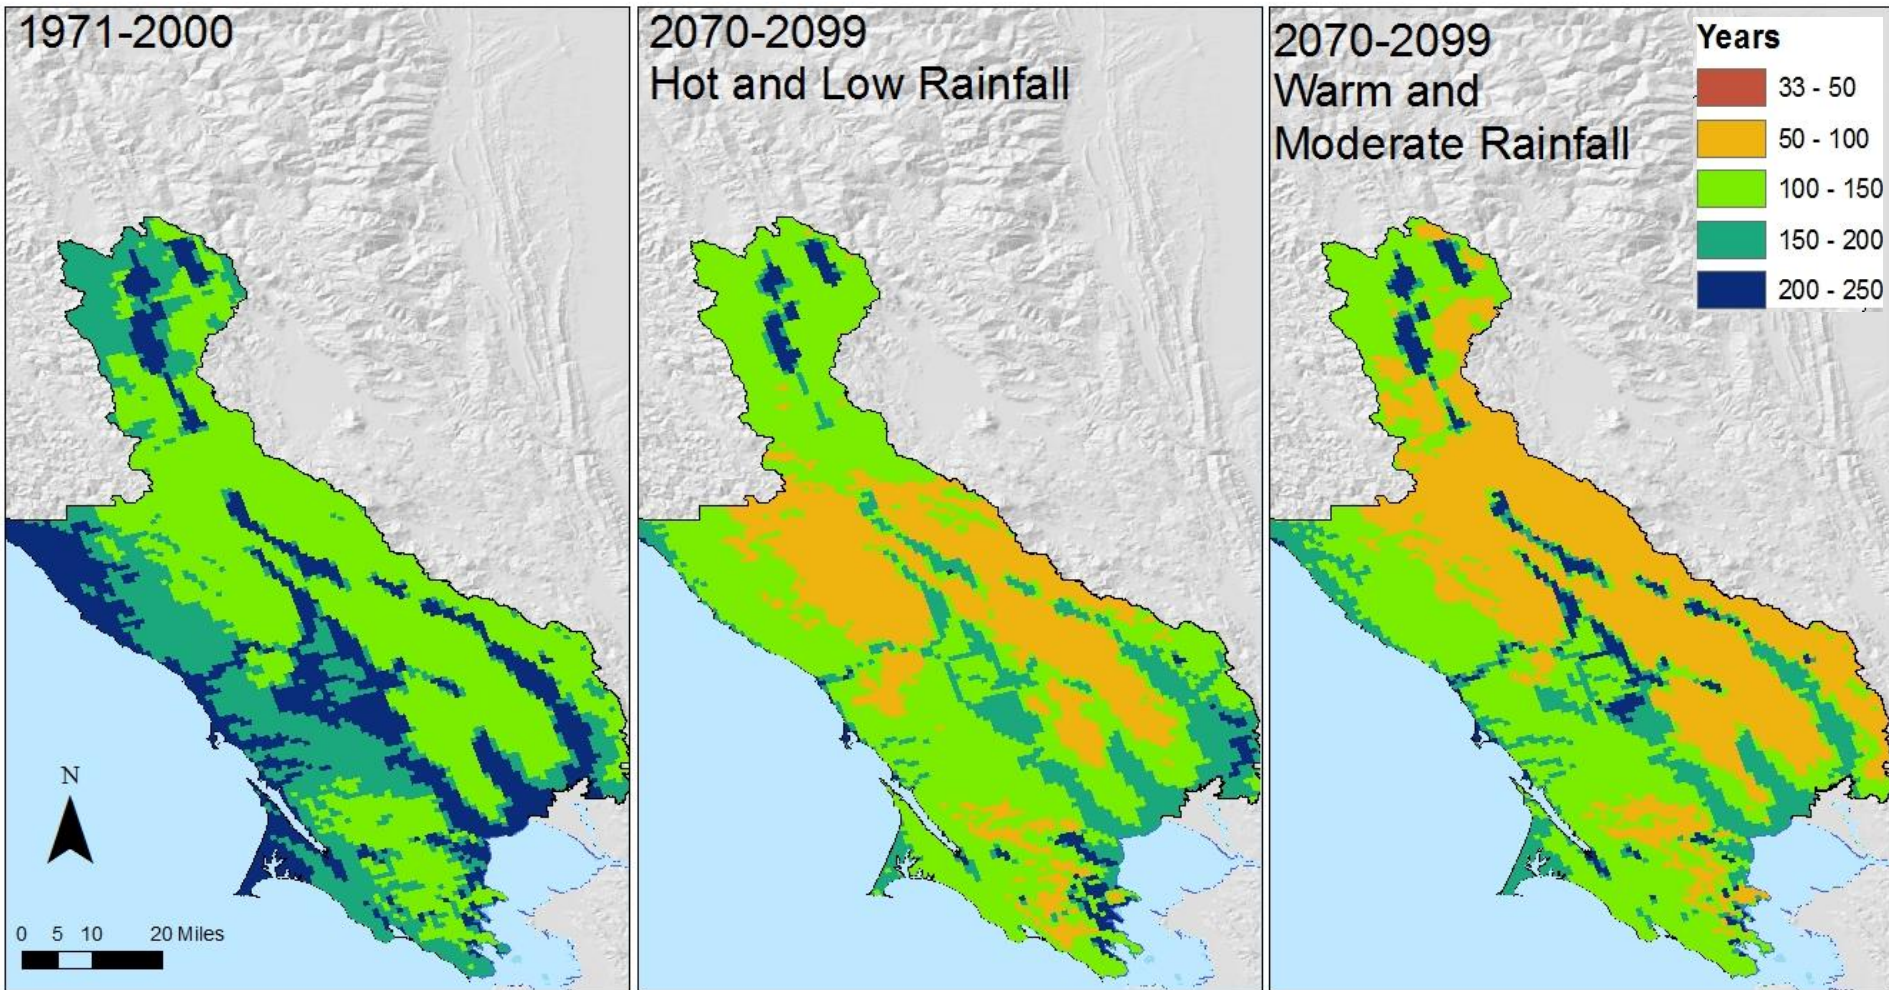 1971-2000
2070-2099
Hot and Low Rainfall
2070-2099
Warm and
Moderate Rainfall
Years
33 - 50
50 - 100
100 - 150
150 - 200
200 - 250
N
0 5 10 20 Miles